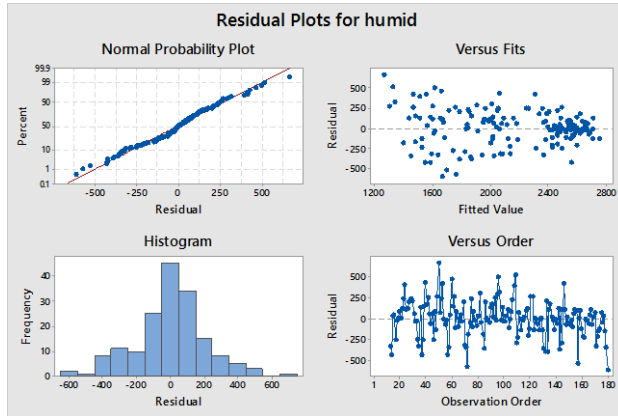 Residual Plots for humid
Normal Probability Plot
99.9
99
90
50
10
1
0.1
Percent
-500 -250 0 250 500
Residual
Versus Fits
500
250
0
-250
-500
Residual
1200 1600 2000 2400 2800
Fitted Value
Histogram
40
30
20
10
0
Frequency
-600 -400 -200 0 200 400 600
Residual
Versus Order
500
250
0
-250
-500
Residual
1 20 40 60 80 100 120 140 160 180
Observation Order